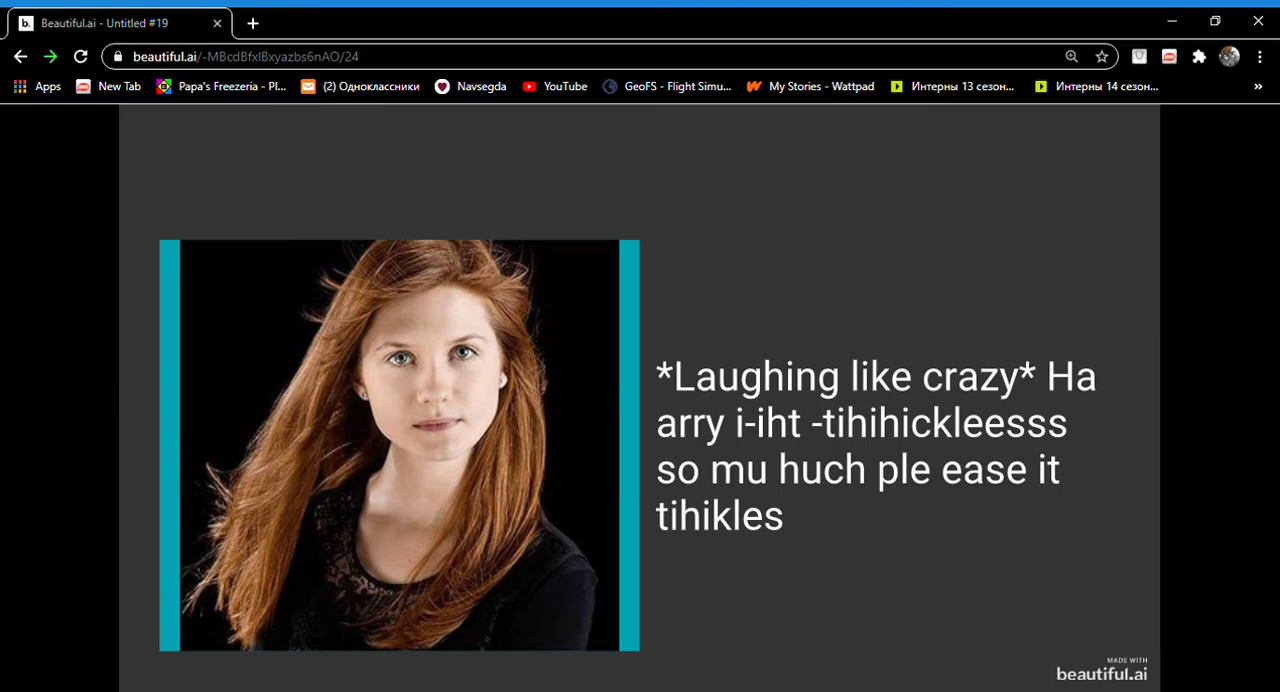 b.
Beautiful.ai - Untitled #19
beautiful.ai/-MBcdBfxlBxyazbs6nAO/24
Apps
New Tab
Papa's Freezeria - Pl...
(2) Одноклассники
Navsegda
YouTube
GeoFS - Flight Simu...
My Stories - Wattpad
Интерны 13 сезон...
Интерны 14 сезон...
*Laughing like crazy* Ha
arry i-iht -tihihickleesss
so mu huch ple ease it
tihikles
MADE WITH
beautiful.ai